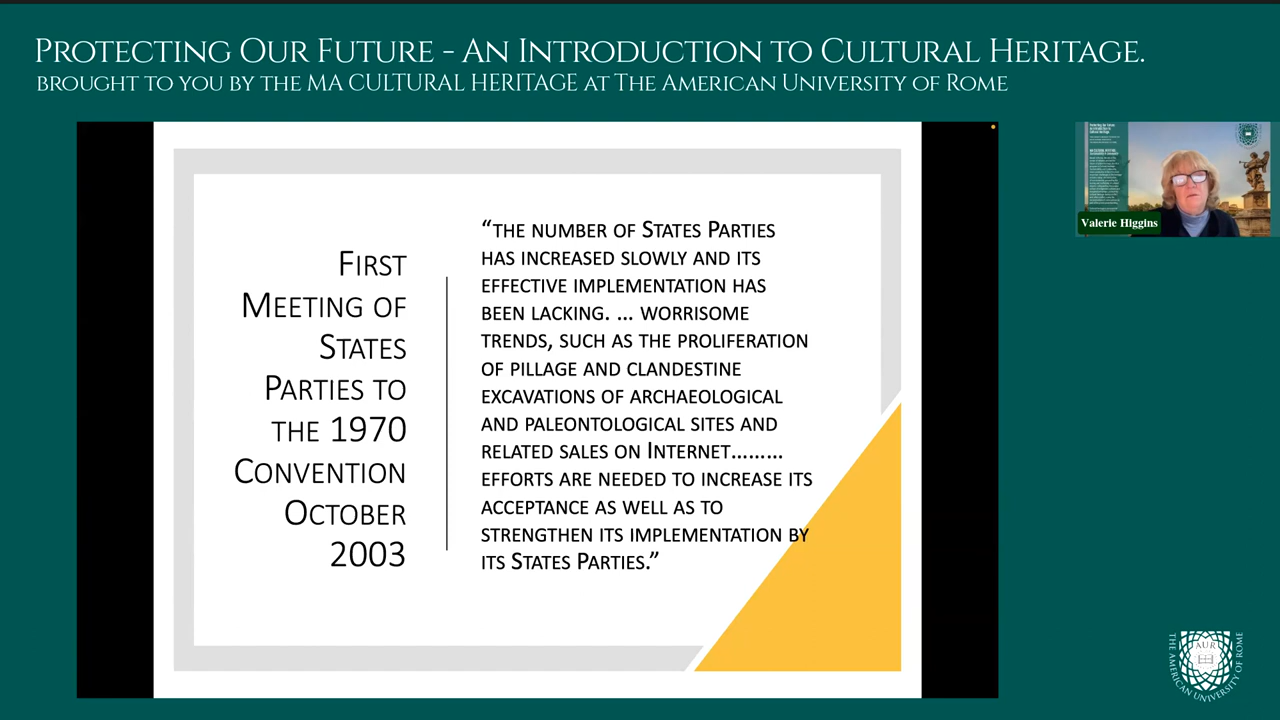 Protecting Our Future - An Introduction to Cultural Heritage.
brought to you by the MA Cultural Heritage at The American University of Rome
First
Meeting of
States
Parties to
the 1970
Convention
October
2003
“the number of States Parties
has increased slowly and its
effective implementation has
been lacking. ... worrisome
trends, such as the proliferation
of pillage and clandestine
excavations of archaeological
and paleontological sites and
related sales on Internet.........
efforts are needed to increase its
acceptance as well as to
strengthen its implementation by
its States Parties.”
Valerie Higgins
AUR
THE AMERICAN UNIVERSITY OF ROME